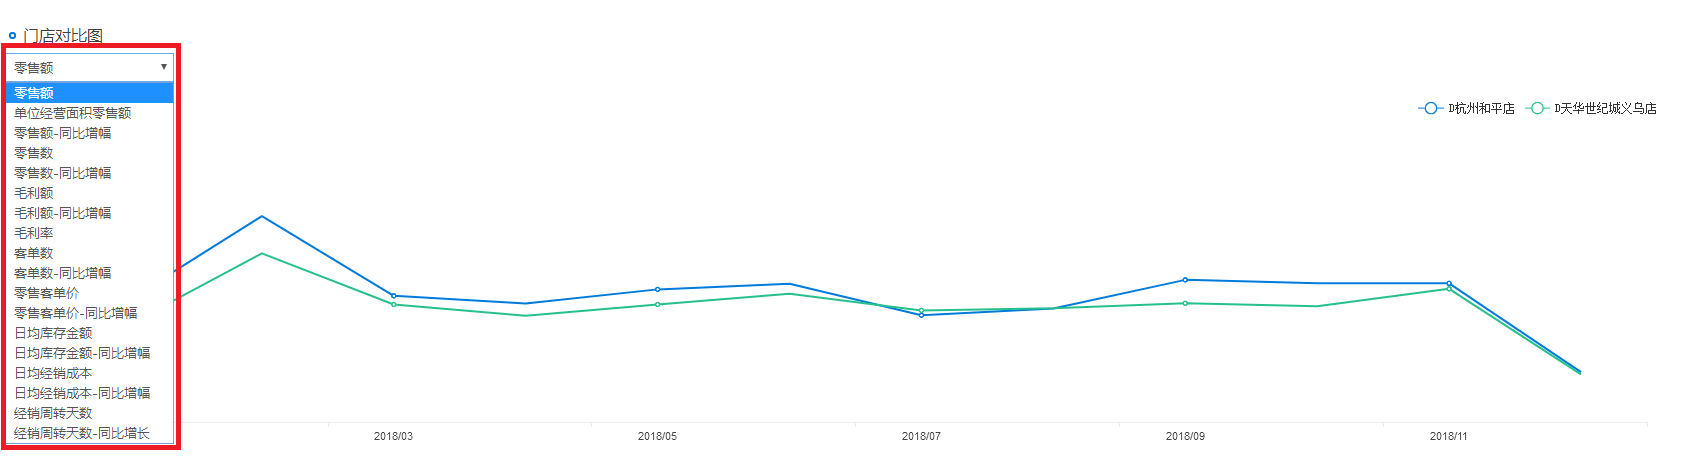 门店对比图
零售额
零售额
单位经营面积零售额
零售额-同比增幅
零售数
零售数-同比增幅
毛利额
毛利额-同比增幅
毛利率
客单数
客单数-同比增幅
零售客单价
零售客单价-同比增幅
日均库存金额
日均库存金额-同比增幅
日均经销成本
日均经销成本-同比增幅
经销周转天数
经销周转天数-同比增长
D杭州和平店 D天华世纪城义乌店
2018/03 2018/05 2018/07 2018/09 2018/11